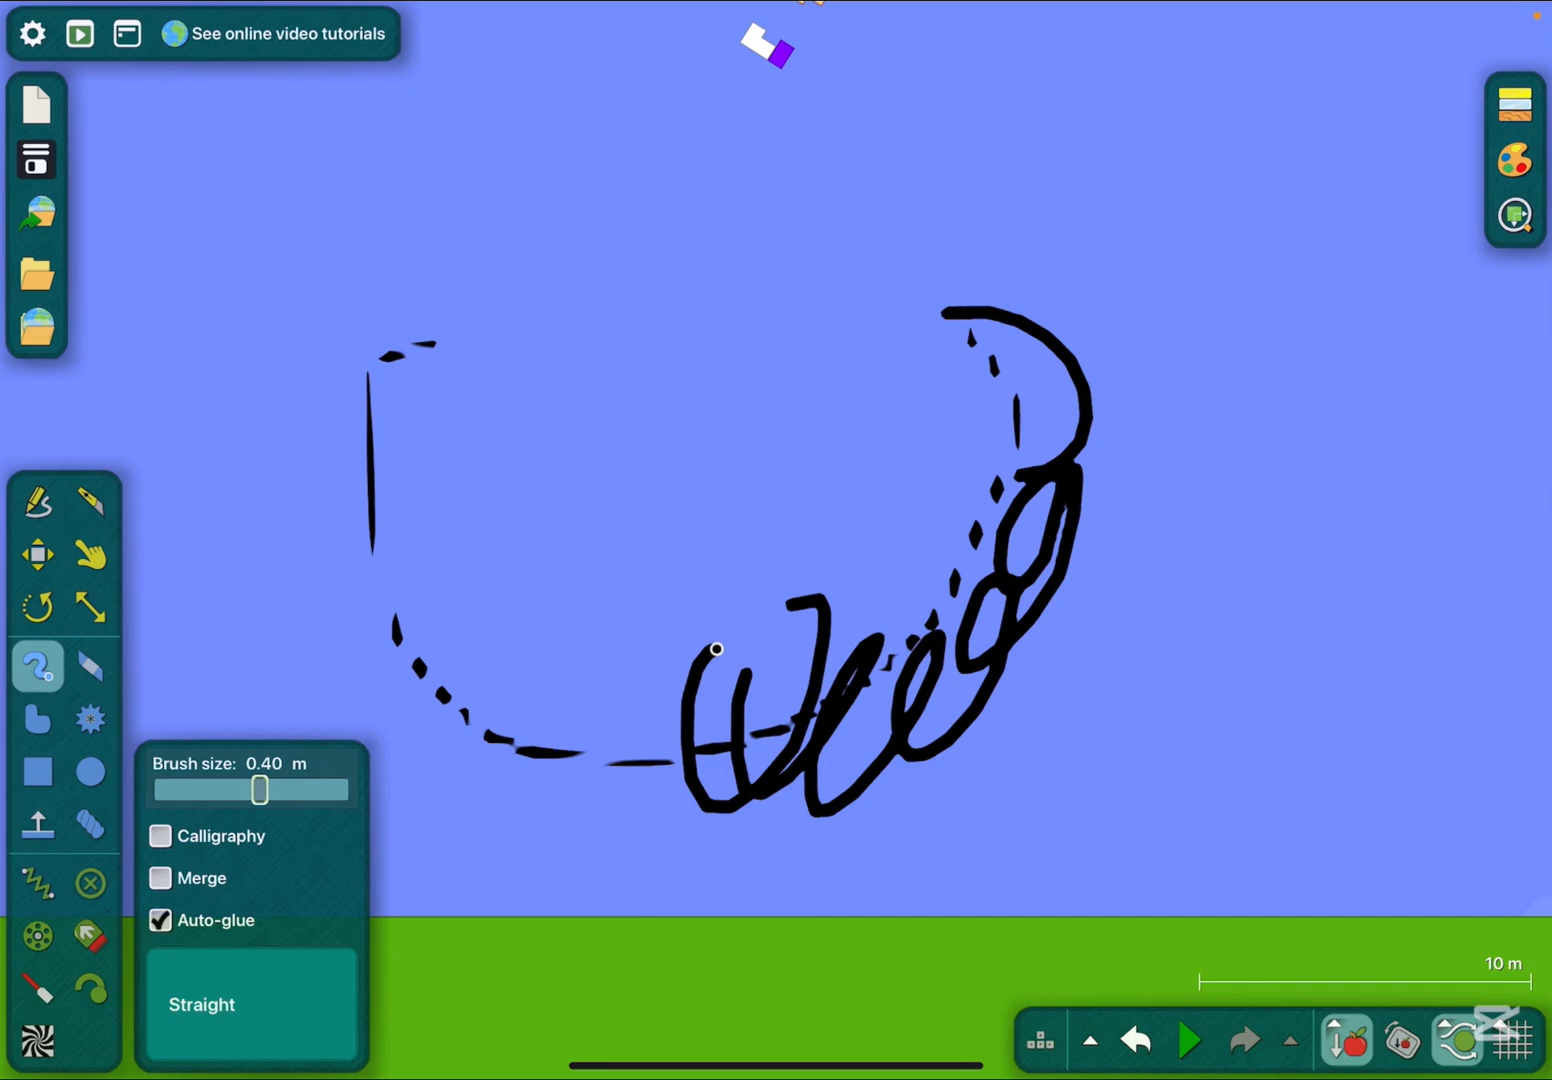 See online video tutorials
Brush size: 0.40 m
Calligraphy
Merge
Auto-glue
Straight
10 m